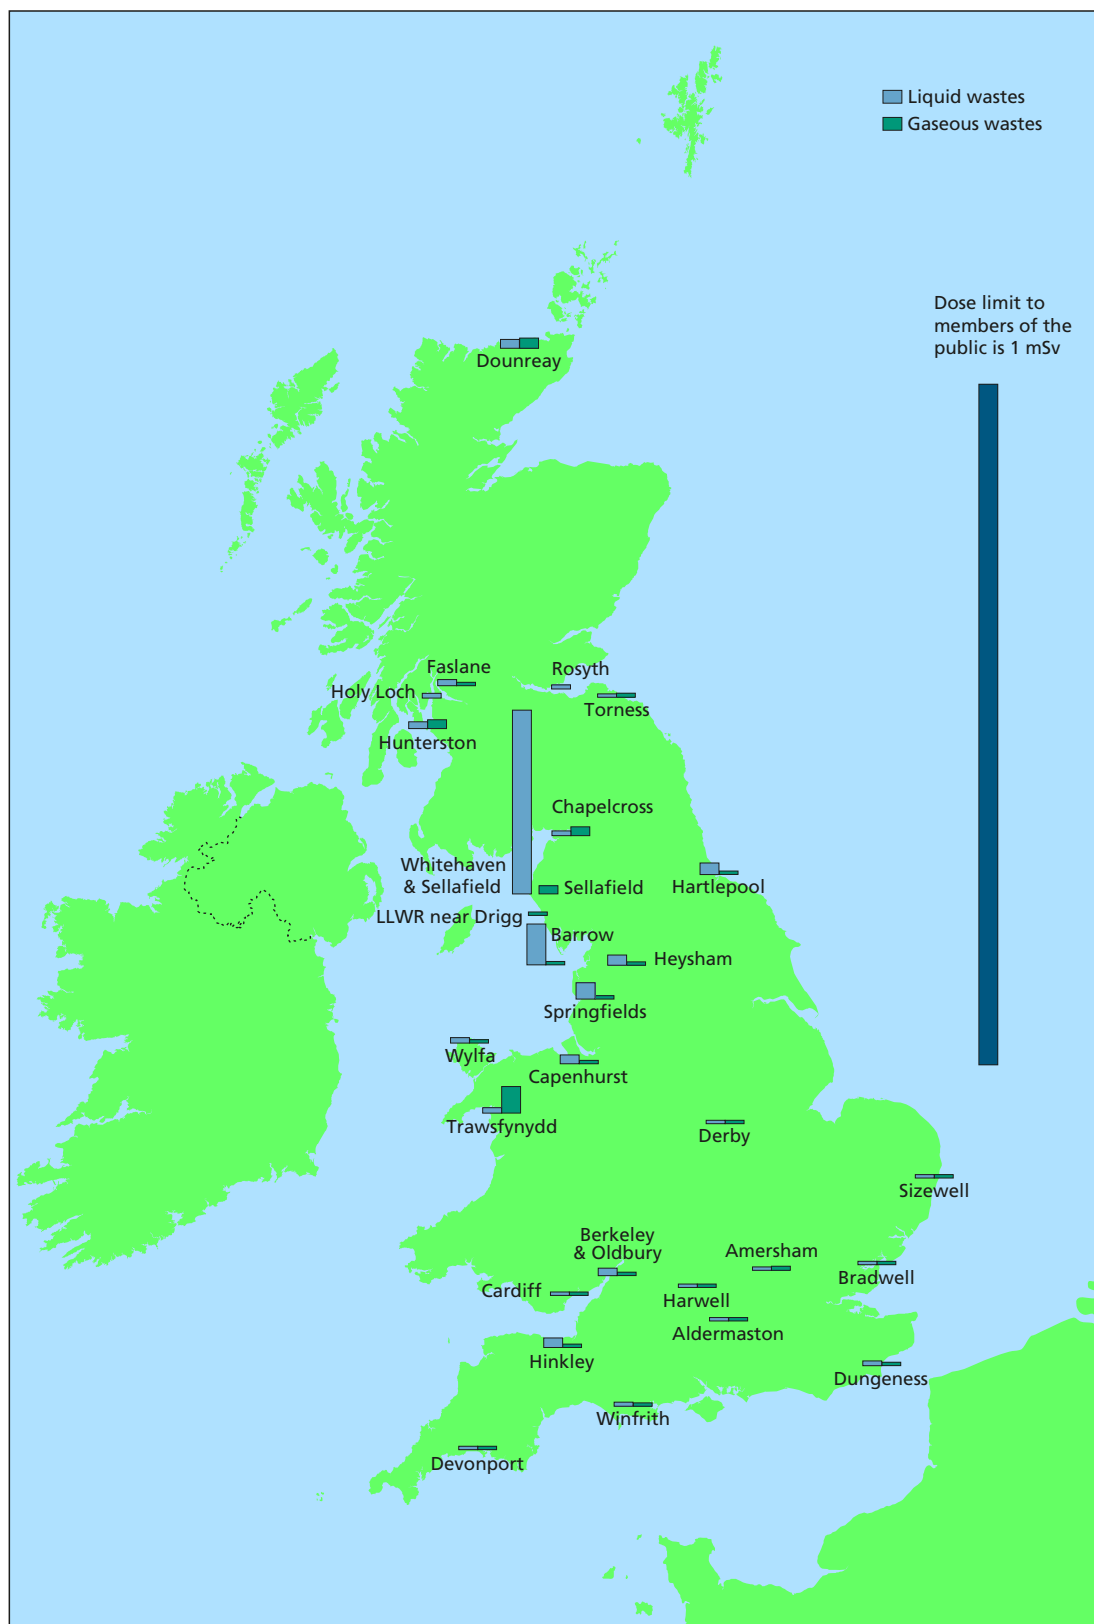 Liquid wastes
Gaseous wastes
Dose limit to
members of the
public is 1 mSv
Dounreay
Faslane
Rosyth
Holy Loch
Torness
Hunterston
Chapelcross
Whitehaven
& Sellafield
Sellafield
Hartlepool
LLWR near Drigg
Barrow
Heysham
Springfields
Wylfa
Capenhurst
Trawsfynydd
Derby
Sizewell
Berkeley
& Oldbury
Amersham
Bradwell
Cardiff
Harwell
Aldermaston
Hinkley
Dungeness
Winfrith
Devonport